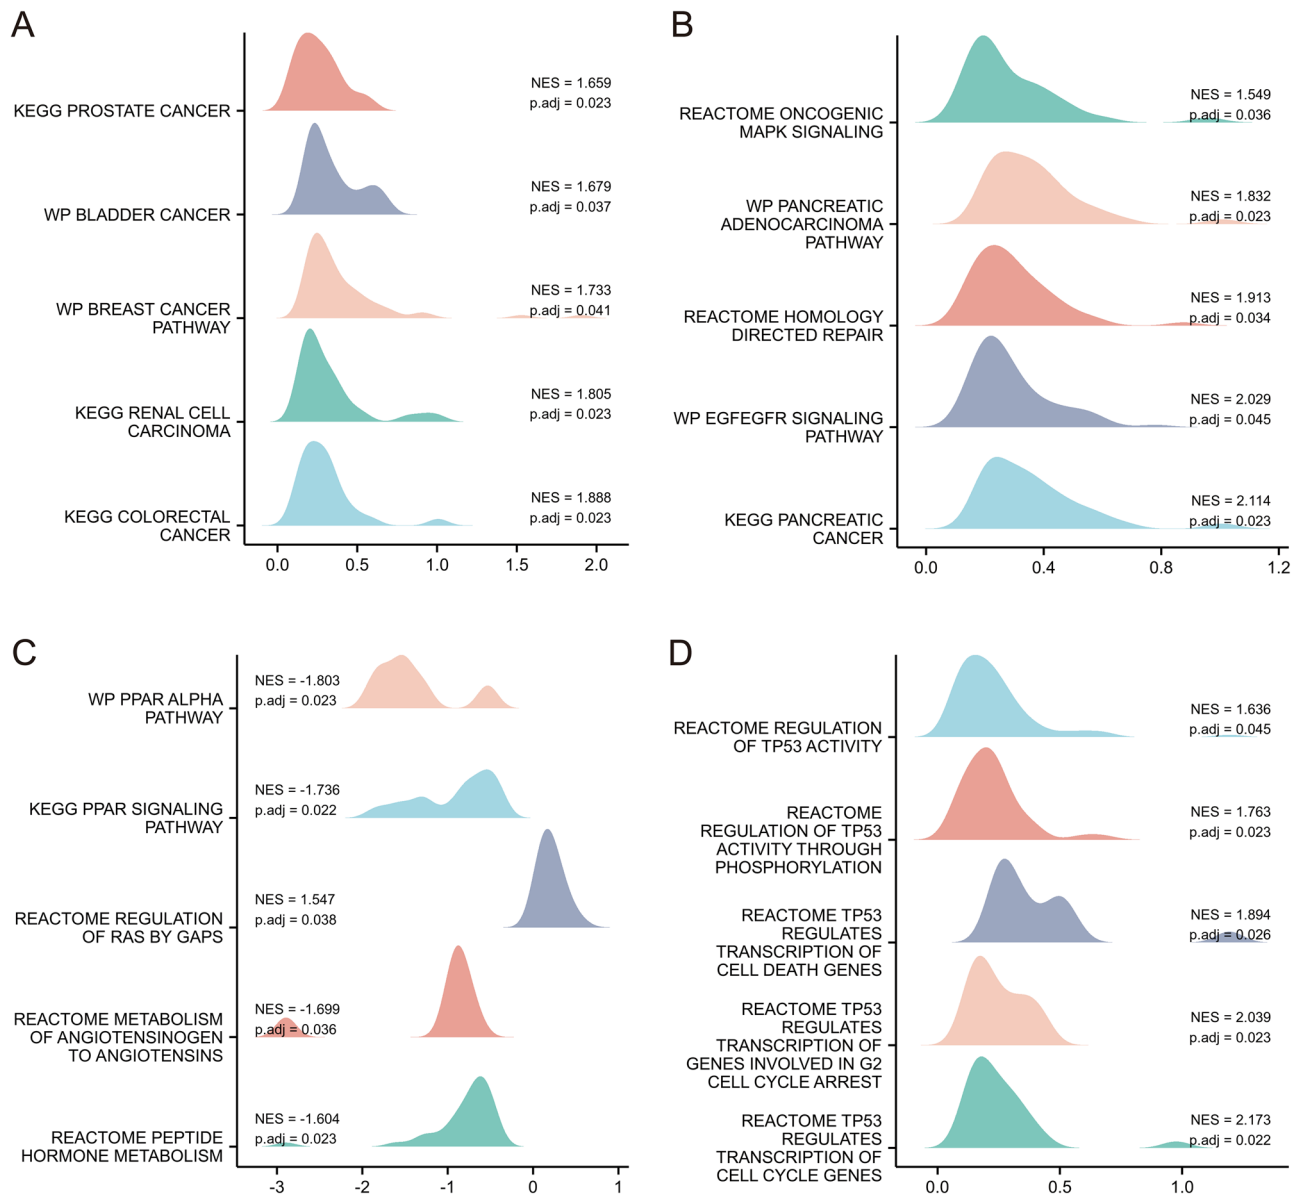 A
KEGG PROSTATE CANCER
NES = 1.659
p.adj = 0.023
WP BLADDER CANCER
NES = 1.679
p.adj = 0.037
WP BREAST CANCER
PATHWAY
NES = 1.733
p.adj = 0.041
KEGG RENAL CELL
CARCINOMA
NES = 1.805
p.adj = 0.023
KEGG COLORECTAL
CANCER
NES = 1.888
p.adj = 0.023
0.0 0.5 1.0 1.5 2.0
B
REACTOME ONCOGENIC
MAPK SIGNALING
NES = 1.549
p.adj = 0.036
WP PANCREATIC
ADENOCARCINOMA
PATHWAY
NES = 1.832
p.adj = 0.023
REACTOME HOMOLOGY
DIRECTED REPAIR
NES = 1.913
p.adj = 0.034
WP EGFEGFR SIGNALING
PATHWAY
NES = 2.029
p.adj = 0.045
KEGG PANCREATIC
CANCER
NES = 2.114
p.adj = 0.023
0.0 0.4 0.8 1.2
C
WP PPAR ALPHA
PATHWAY
NES = -1.803
p.adj = 0.023
KEGG PPAR SIGNALING
PATHWAY
NES = -1.736
p.adj = 0.022
REACTOME REGULATION
OF RAS BY GAPS
NES = 1.547
p.adj = 0.038
REACTOME METABOLISM
OF ANGIOTENSINOGEN
TO ANGIOTENSINS
NES = -1.699
p.adj = 0.036
REACTOME PEPTIDE
HORMONE METABOLISM
NES = -1.604
p.adj = 0.023
-3 -2 -1 0 1
D
REACTOME REGULATION
OF TP53 ACTIVITY
NES = 1.636
p.adj = 0.045
REACTOME
REGULATION OF TP53
ACTIVITY THROUGH
PHOSPHORYLATION
NES = 1.763
p.adj = 0.023
REACTOME TP53
REGULATES
TRANSCRIPTION OF
CELL DEATH GENES
NES = 1.894
p.adj = 0.026
REACTOME TP53
REGULATES
TRANSCRIPTION OF
GENES INVOLVED IN G2
CELL CYCLE ARREST
NES = 2.039
p.adj = 0.023
REACTOME TP53
REGULATES
TRANSCRIPTION OF
CELL CYCLE GENES
NES = 2.173
p.adj = 0.022
0.0 0.5 1.0